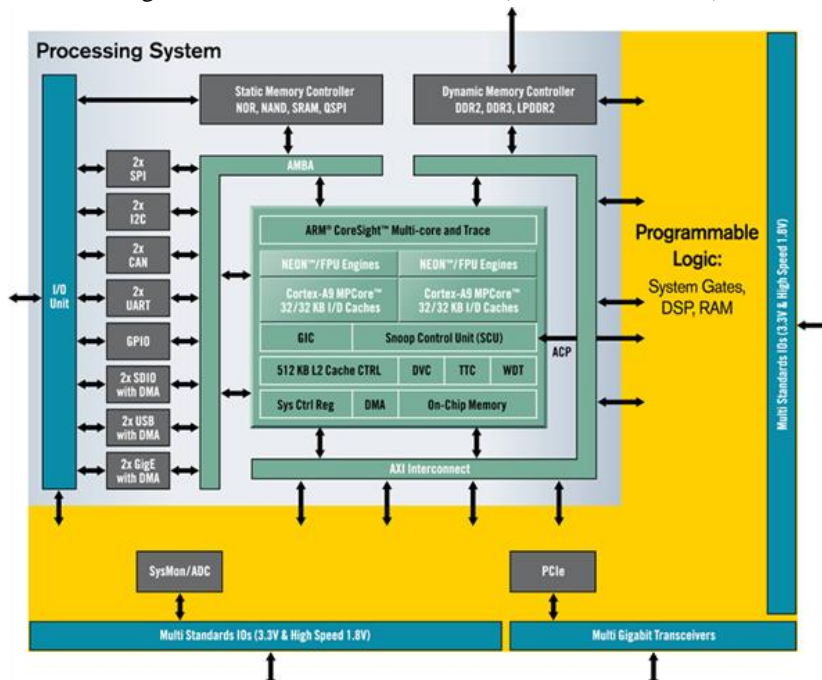 Processing System
Static Memory Controller
NOR, NAND, SRAM, QSPI
Dynamic Memory Controller
DDR2, DDR3, LPDDR2
AMBA
2x
SPI
2x
I2C
2x
CAN
2x
UART
GPIO
2x SDIO
with DMA
2x USB
with DMA
2x GigE
with DMA
I/O
Unit
ARM® CoreSight™ Multi-core and Trace
NEON™/FPU Engines
NEON™/FPU Engines
Cortex-A9 MPCore™
32/32 KB I/D Caches
Cortex-A9 MPCore™
32/32 KB I/D Caches
GIC
Snoop Control Unit (SCU)
512 KB L2 Cache CTRL
DVC
TTC
WDT
Sys Ctrl Reg
DMA
On-Chip Memory
ACP
AXI Interconnect
Programmable
Logic:
System Gates,
DSP, RAM
Multi Standards IOs (3.3V & High Speed 1.8V)
SysMon/ADC
PCIe
Multi Standards IOs (3.3V & High Speed 1.8V)
Multi Gigabit Transceivers